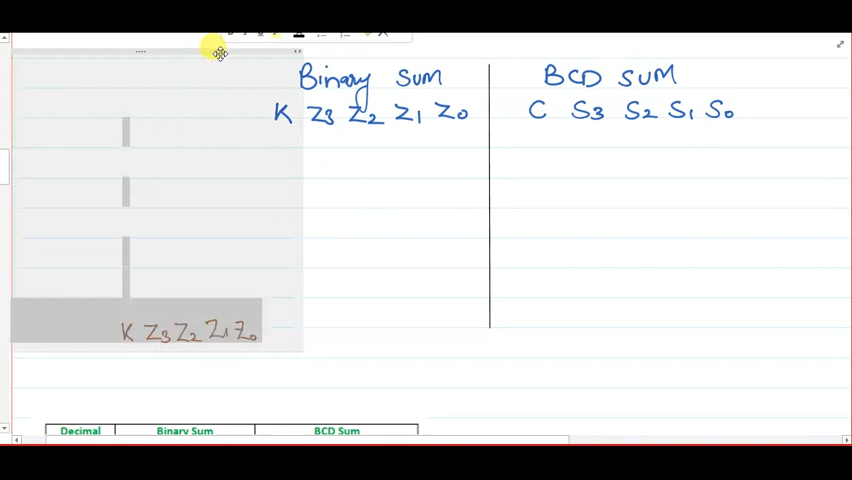 Binary Sum BCD SUM
K Z3 Z2 Z1 Z0 C S3 S2 S1 S0
K Z3 Z2 Z1 Z0
Decimal Binary Sum BCD Sum